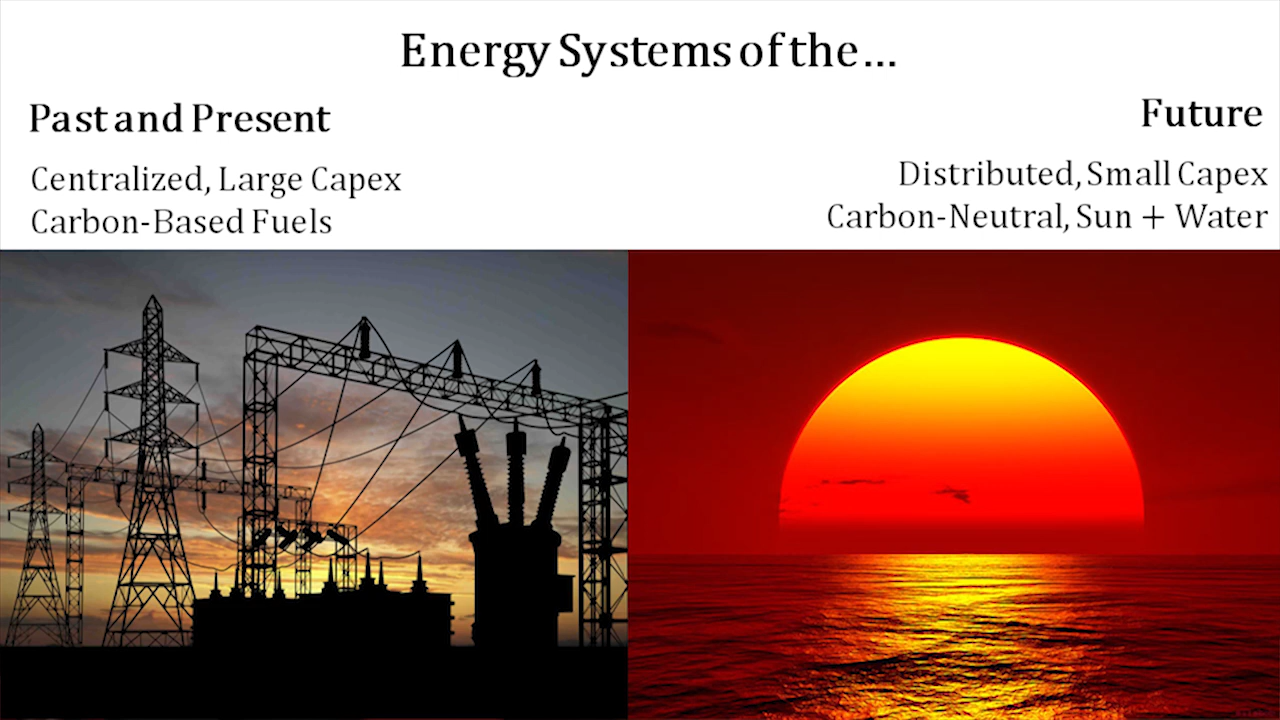 Energy Systems of the...
Past and Present
Centralized, Large Capex
Carbon-Based Fuels
Future
Distributed, Small Capex
Carbon-Neutral, Sun + Water